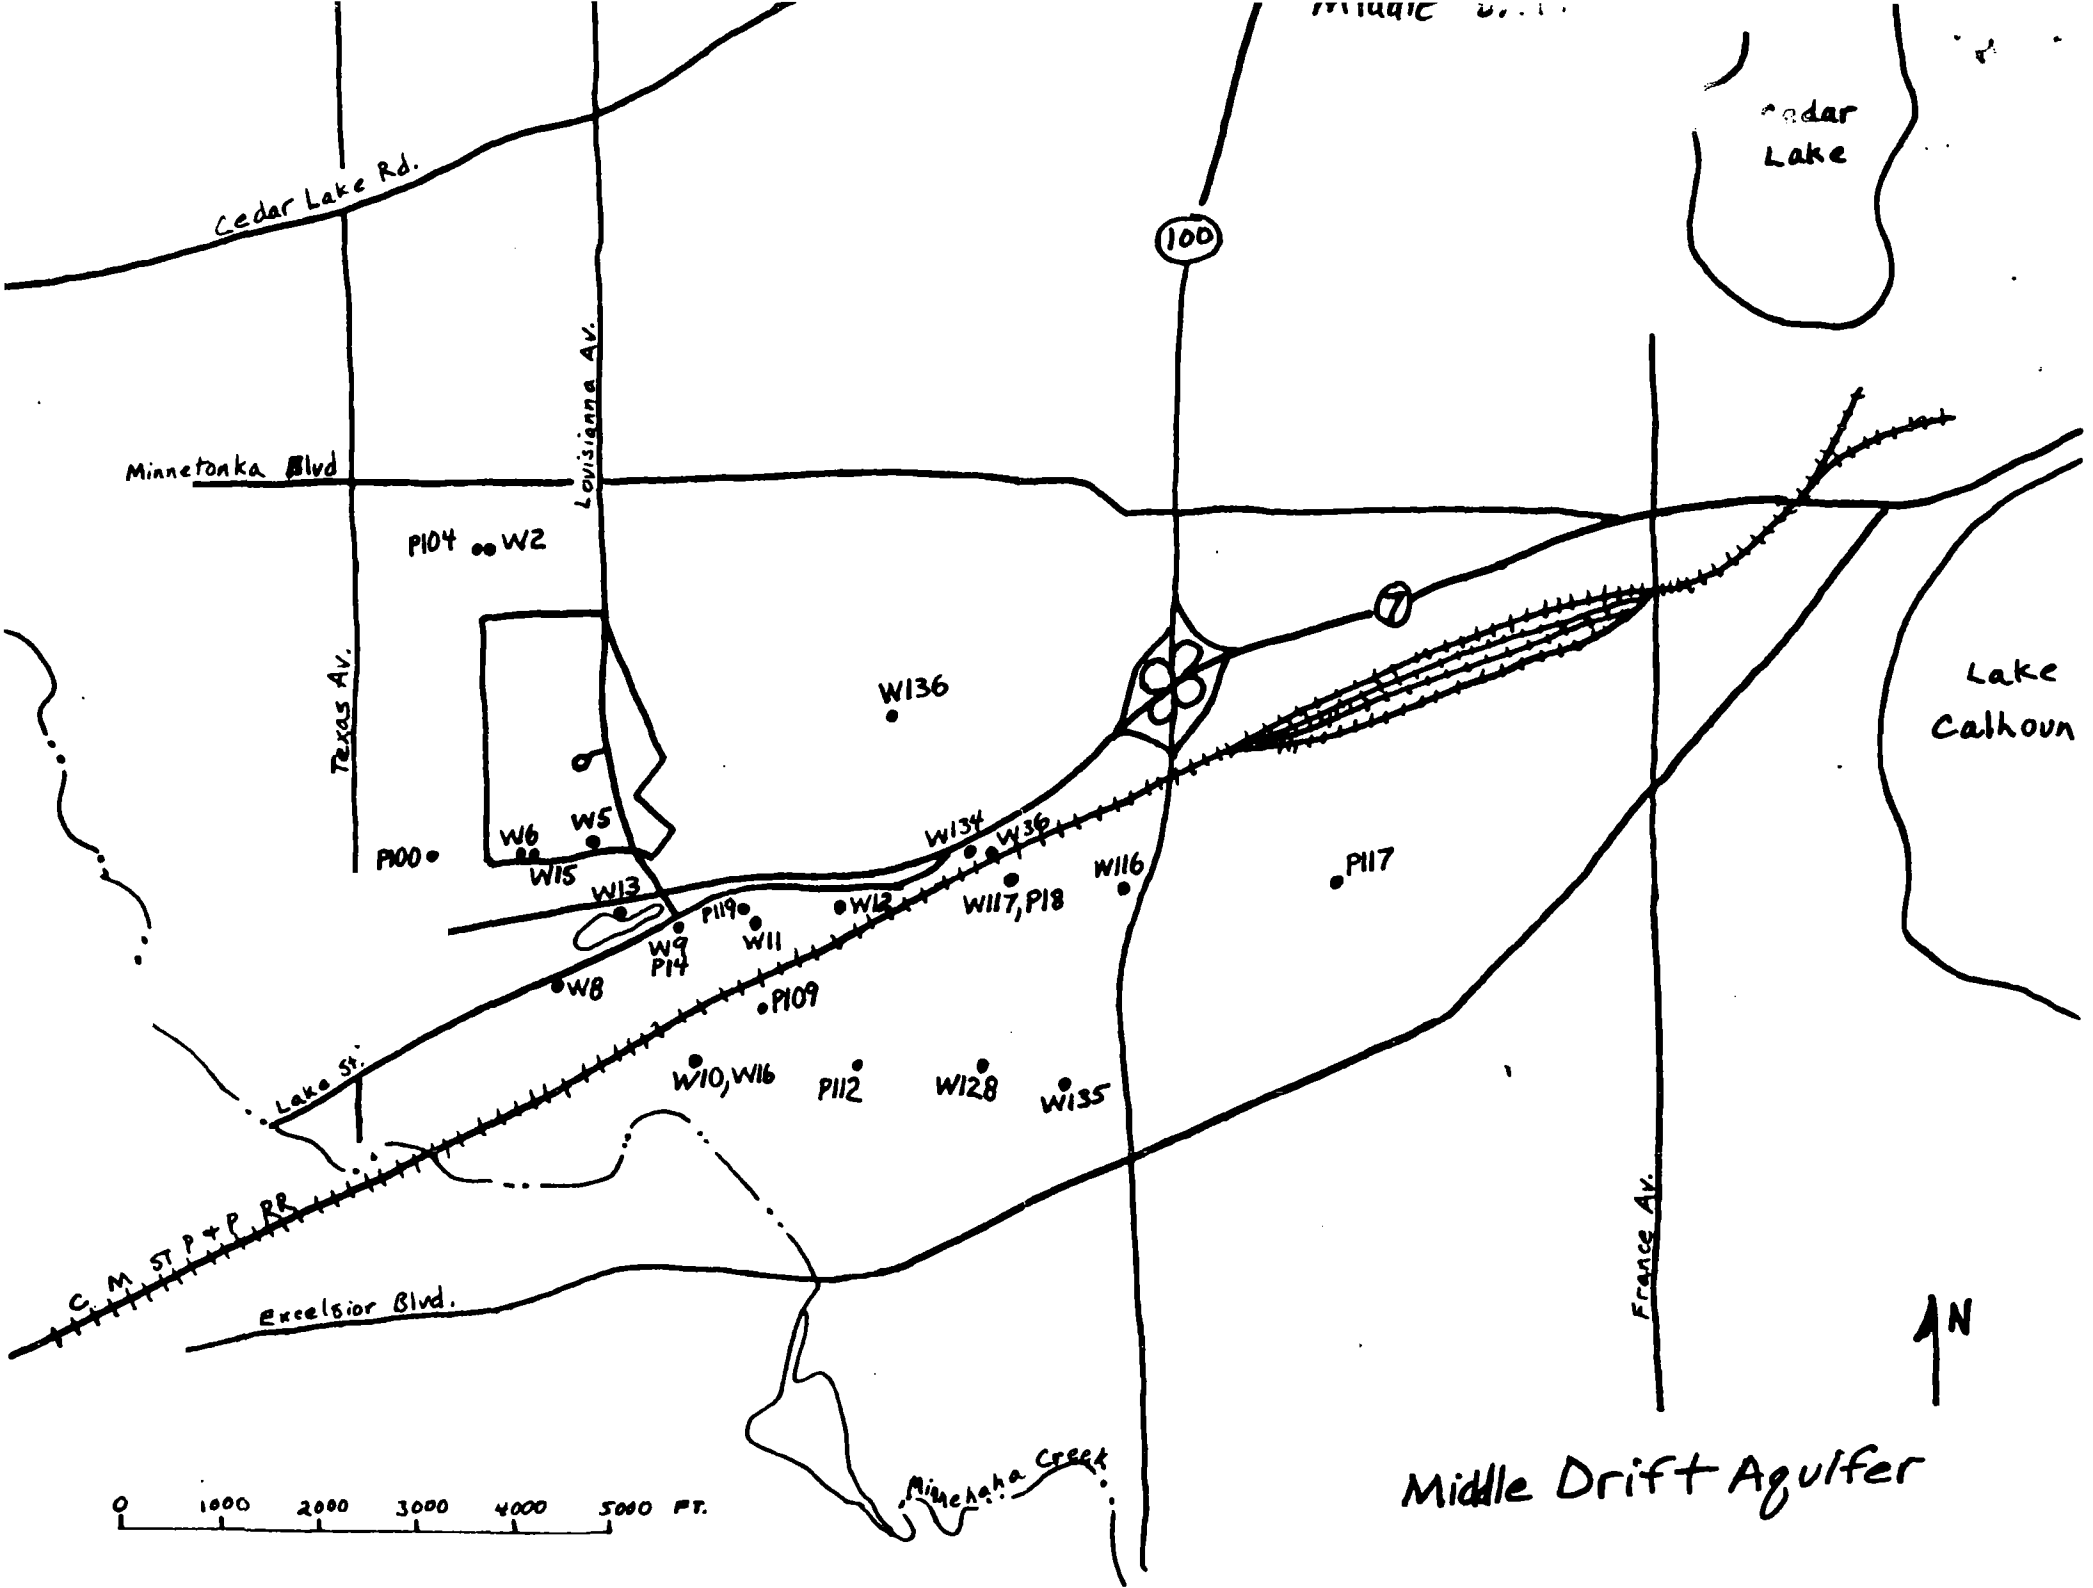 Middle
Cedar
Lake
Cedar Lake Rd.
100
Louisianna Av.
Minnetonka Blvd
P104 W2
7
Texas Av.
W136
Lake
Calhoun
W5
W6
P100
W15
W134
W36
W116
P117
W13
P119
W12
W117, P18
W11
W9
P14
W8
P109
W10, W16
P112
W128
W135
Lake St.
C M ST P + P RR
France Av.
Excelsior Blvd.
N
Minnehaha Creek
Middle Drift Aquifer
0 1000 2000 3000 4000 5000 FT.